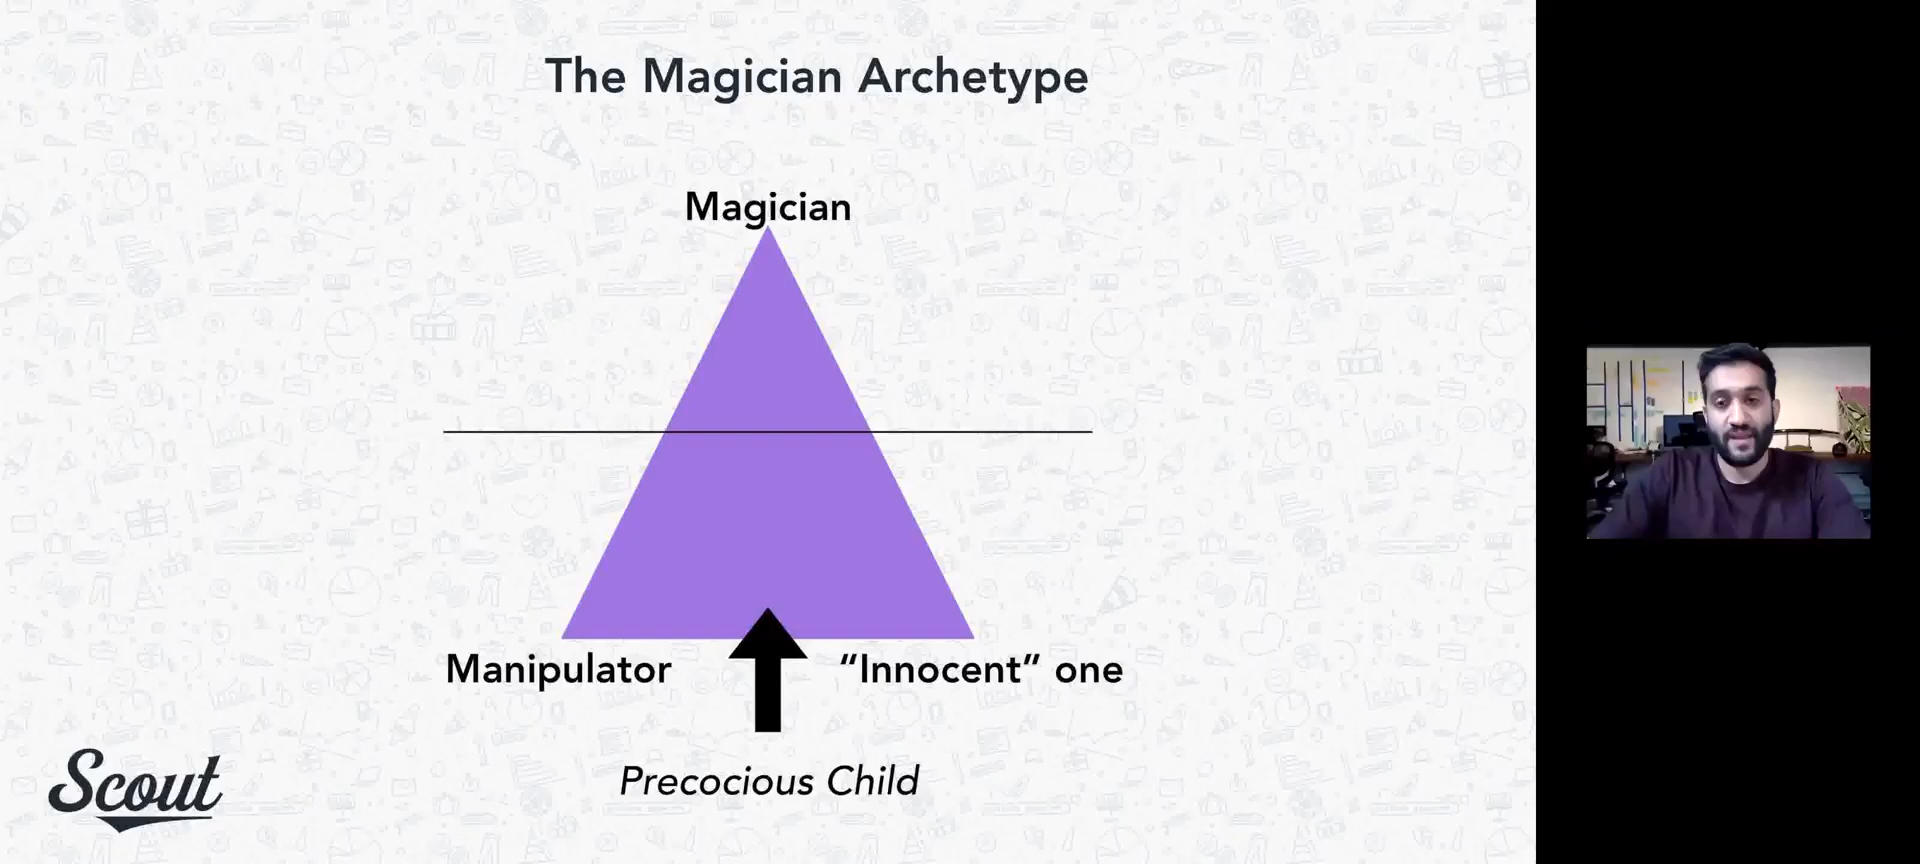 The Magician Archetype
Magician
Manipulator
“Innocent” one
Precocious Child
Scout